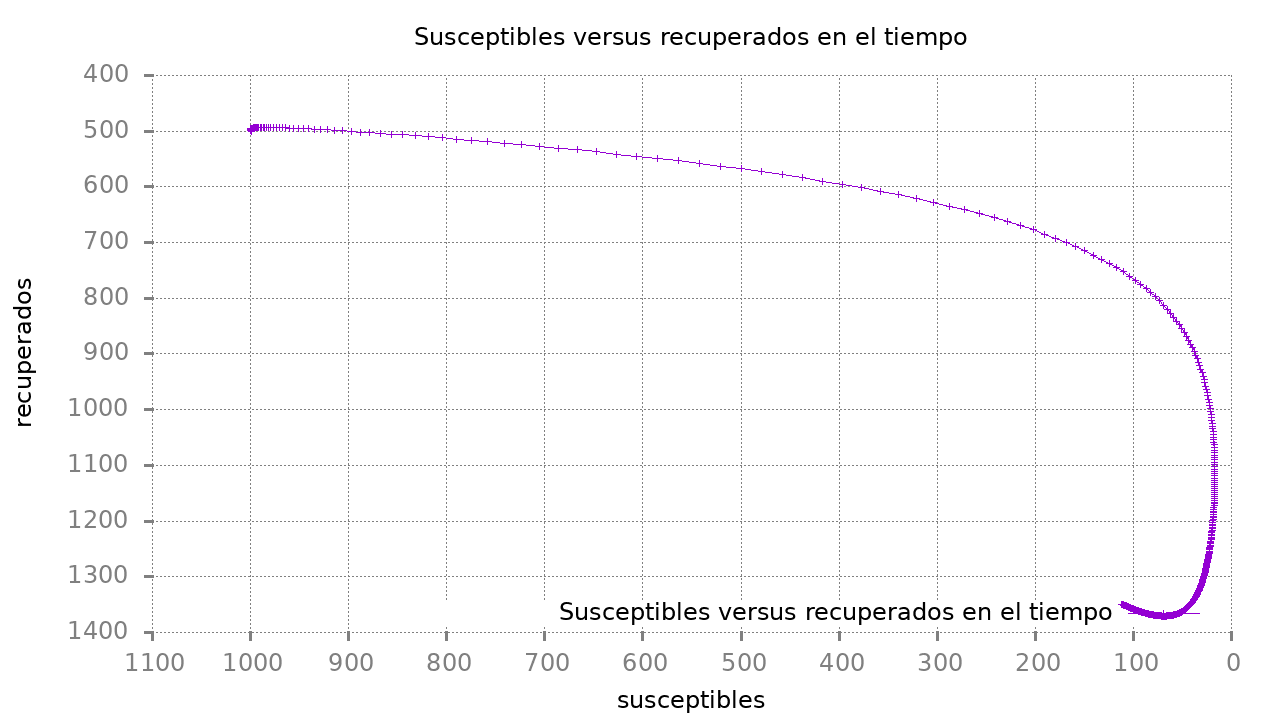 Susceptibles versus recuperados en el tiempo
400
500
600
700
800
900
1000
1100
1200
1300
1400
recuperados
Susceptibles versus recuperados en el tiempo
1100 1000 900 800 700 600 500 400 300 200 100 0
susceptibles